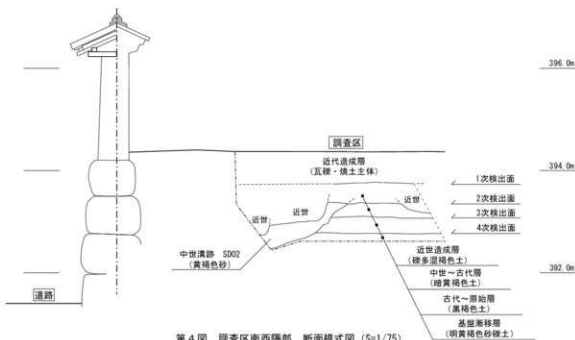 396.0m
調査区
近代造成層
(瓦礫・焼土主体)
394.0m
1次検出面
近世
近世
近世
2次検出面
3次検出面
4次検出面
中世溝跡 SD02
(黄褐色砂)
近世造成層
(礫多混褐色土)
中世～古代層
(暗黄褐色土)
392.0m
古代～原始層
(黒褐色土)
道路
基盤漸移層
(明黄褐色砂礫土)
第4図 調査区南西隅部 断面模式図 (S=1/75)